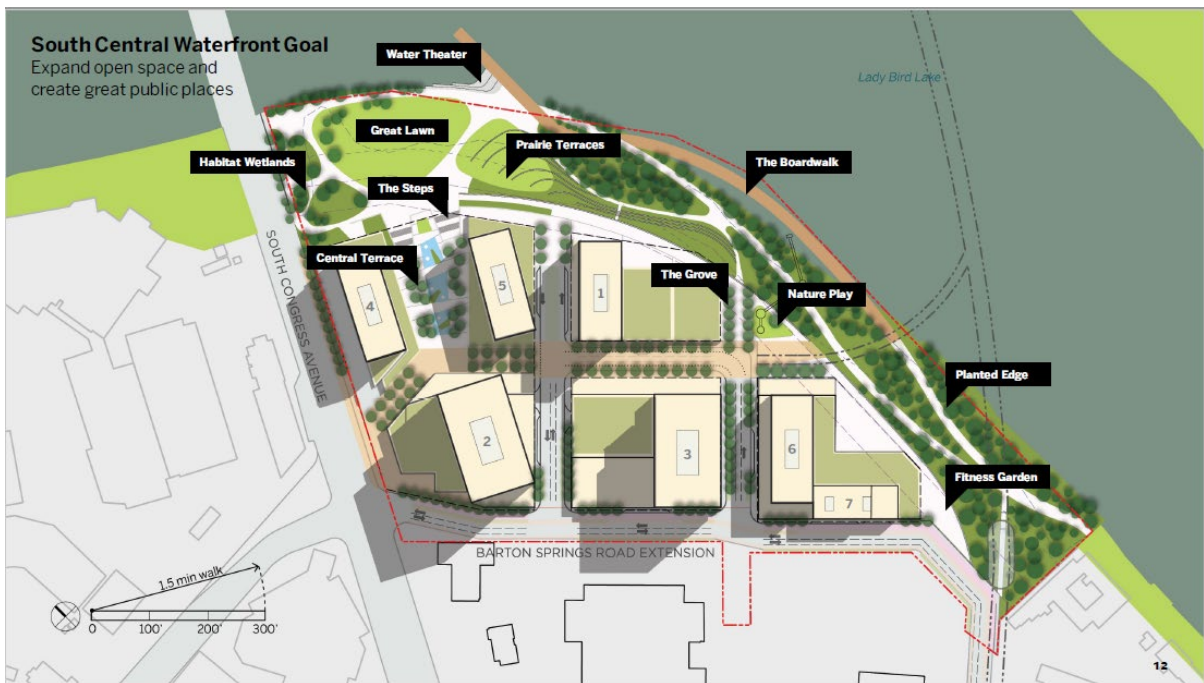 South Central Waterfront Goal
Expand open space and
create great public places
Water Theater
Lady Bird Lake
Great Lawn
Prairie Terraces
Habitat Wetlands
The Boardwalk
The Steps
SOUTH CONGRESS AVENUE
Central Terrace
The Grove
Nature Play
4
5
1
Planted Edge
2
3
6
7
Fitness Garden
BARTON SPRINGS ROAD EXTENSION
1.5 min walk
0 100' 200' 300'
12